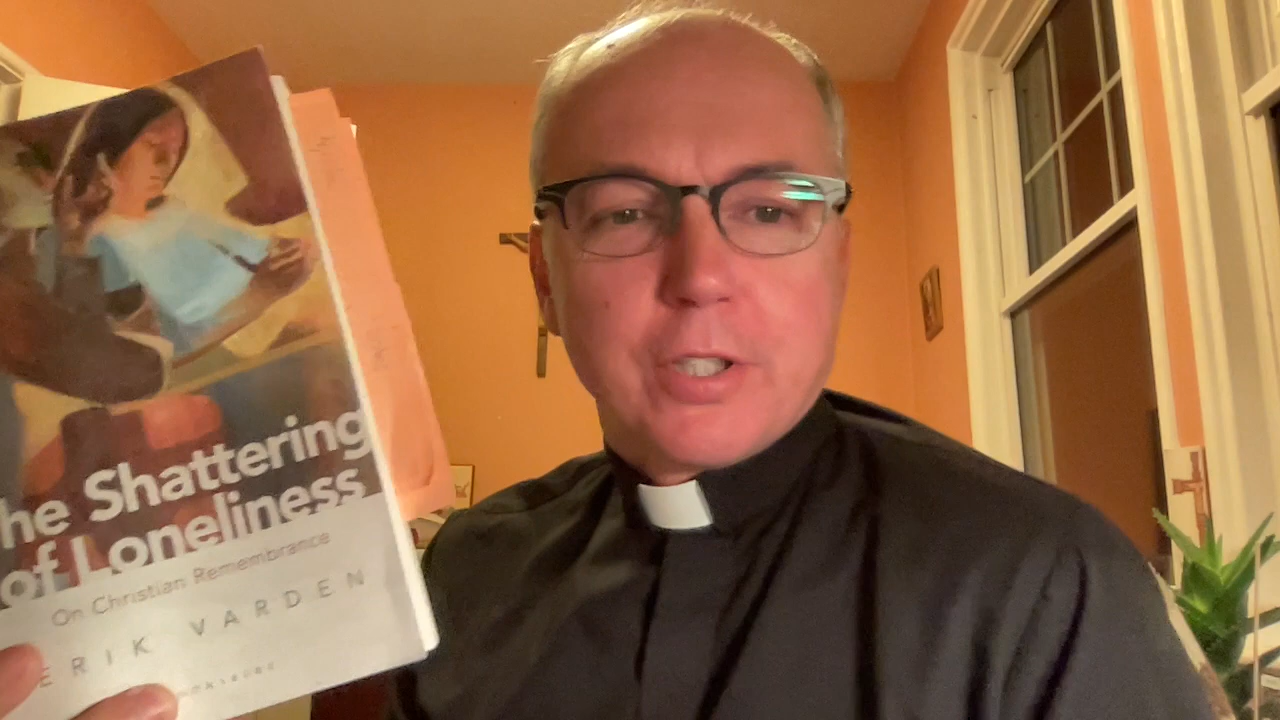 he Shattering
of Loneliness
On Christian Remembrance
ERIK VARDEN